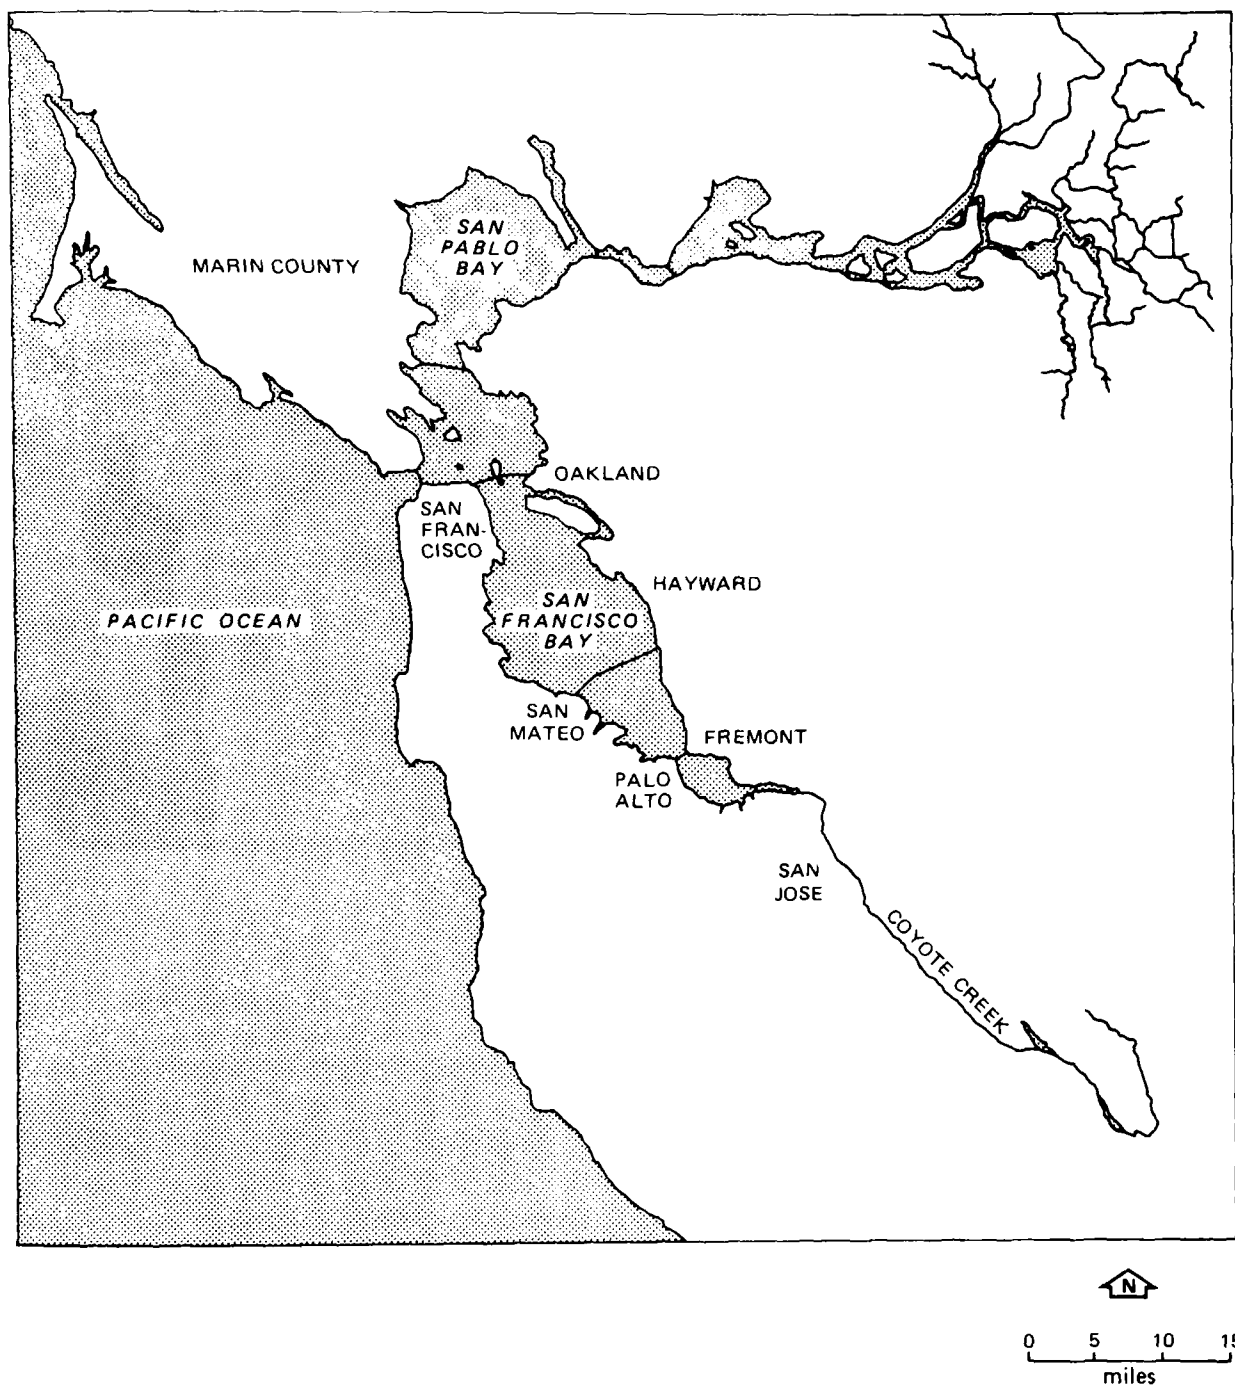 SAN
PABLO
BAY
MARIN COUNTY
OAKLAND
SAN
FRAN-
CISCO
HAYWARD
SAN
FRANCISCO
BAY
PACIFIC OCEAN
SAN
MATEO
FREMONT
PALO
ALTO
SAN
JOSE
COYOTE CREEK
N
0 5 10 15
miles